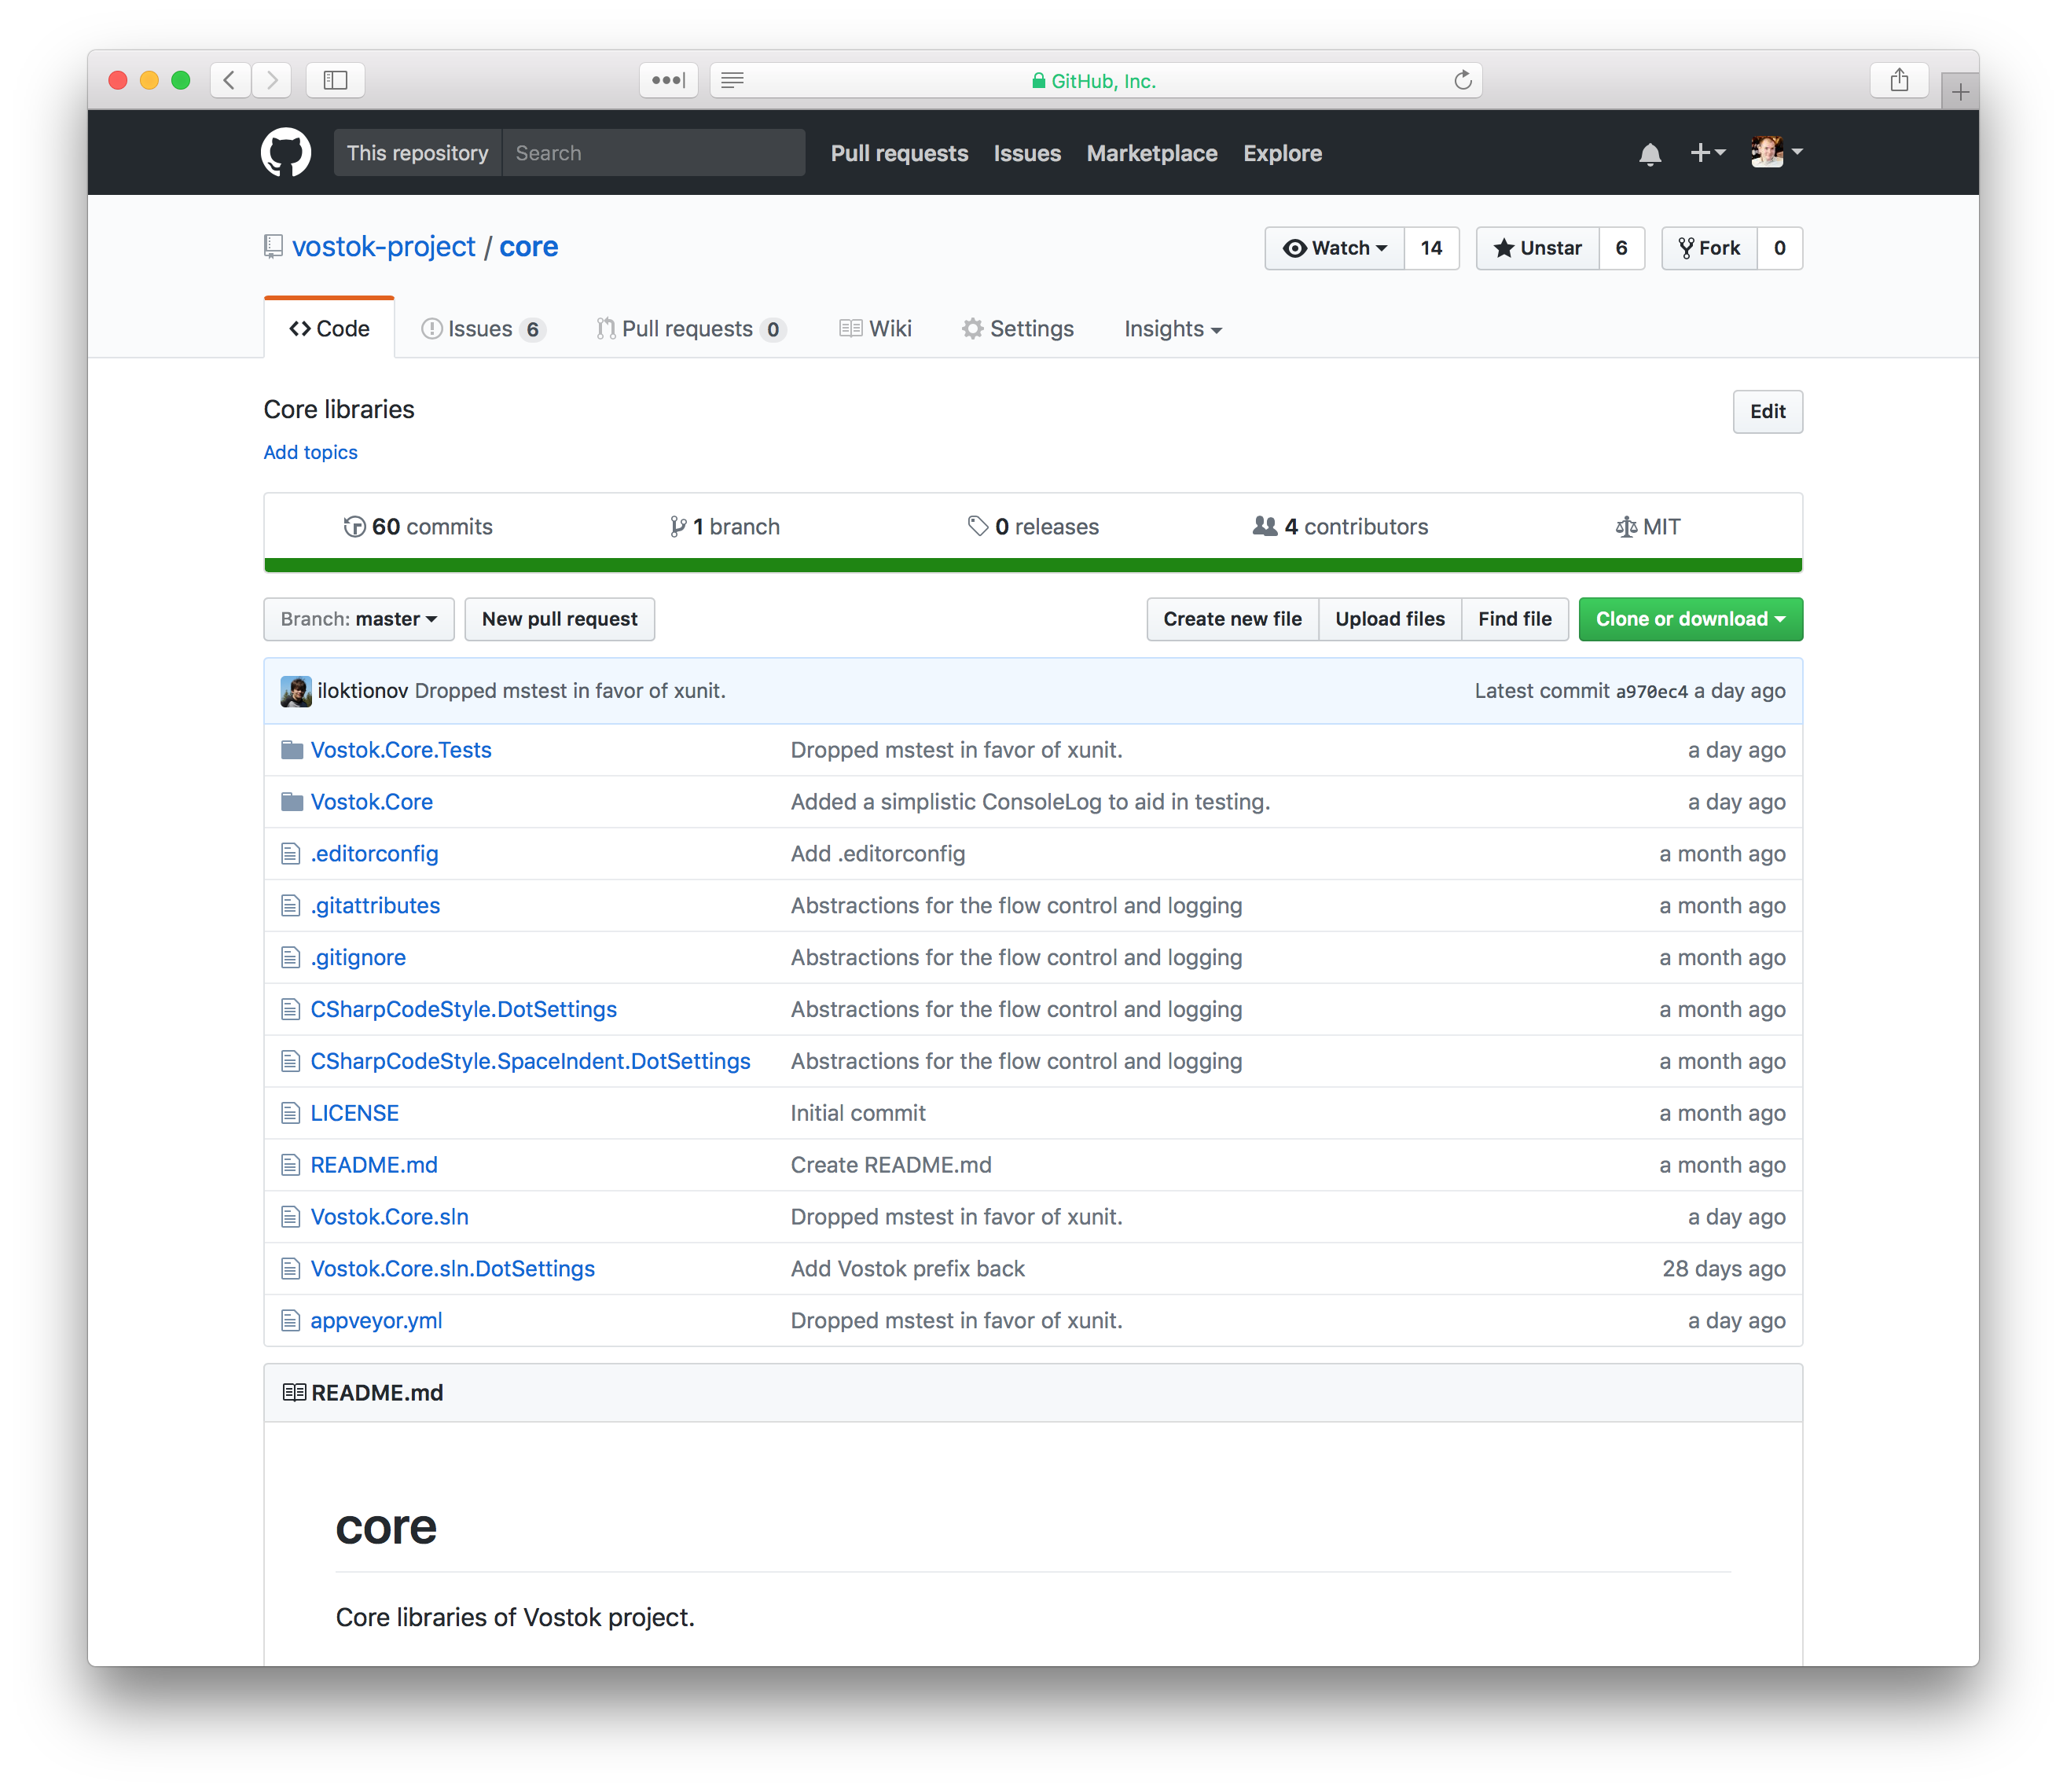 GitHub, Inc.
This repository Search Pull requests Issues Marketplace Explore
vostok-project / core Watch 14 Unstar 6 Fork 0
Code Issues 6 Pull requests 0 Wiki Settings Insights
Core libraries Edit
Add topics
60 commits 1 branch 0 releases 4 contributors MIT
Branch: master New pull request Create new file Upload files Find file Clone or download
iloktionov Dropped mstest in favor of xunit. Latest commit a970ec4 a day ago
Vostok.Core.Tests Dropped mstest in favor of xunit. a day ago
Vostok.Core Added a simplistic ConsoleLog to aid in testing. a day ago
.editorconfig Add .editorconfig a month ago
.gitattributes Abstractions for the flow control and logging a month ago
.gitignore Abstractions for the flow control and logging a month ago
CSharpCodeStyle.DotSettings Abstractions for the flow control and logging a month ago
CSharpCodeStyle.SpaceIndent.DotSettings Abstractions for the flow control and logging a month ago
LICENSE Initial commit a month ago
README.md Create README.md a month ago
Vostok.Core.sln Dropped mstest in favor of xunit. a day ago
Vostok.Core.sln.DotSettings Add Vostok prefix back 28 days ago
appveyor.yml Dropped mstest in favor of xunit. a day ago
README.md
core
Core libraries of Vostok project.